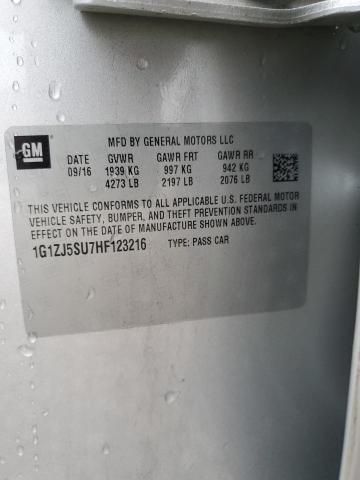 GM
MFD BY GENERAL MOTORS LLC
DATE GVWR GAWR FRT GAWR RR
09/16 1939 KG 997 KG 942 KG
4273 LB 2197 LB 2076 LB
THIS VEHICLE CONFORMS TO ALL APPLICABLE U.S. FEDERAL MOTOR
VEHICLE SAFETY, BUMPER, AND THEFT PREVENTION STANDARDS IN
EFFECT ON THE DATE OF MANUFACTURE SHOWN ABOVE.
1G1ZJ5SU7HF123216 TYPE: PASS CAR